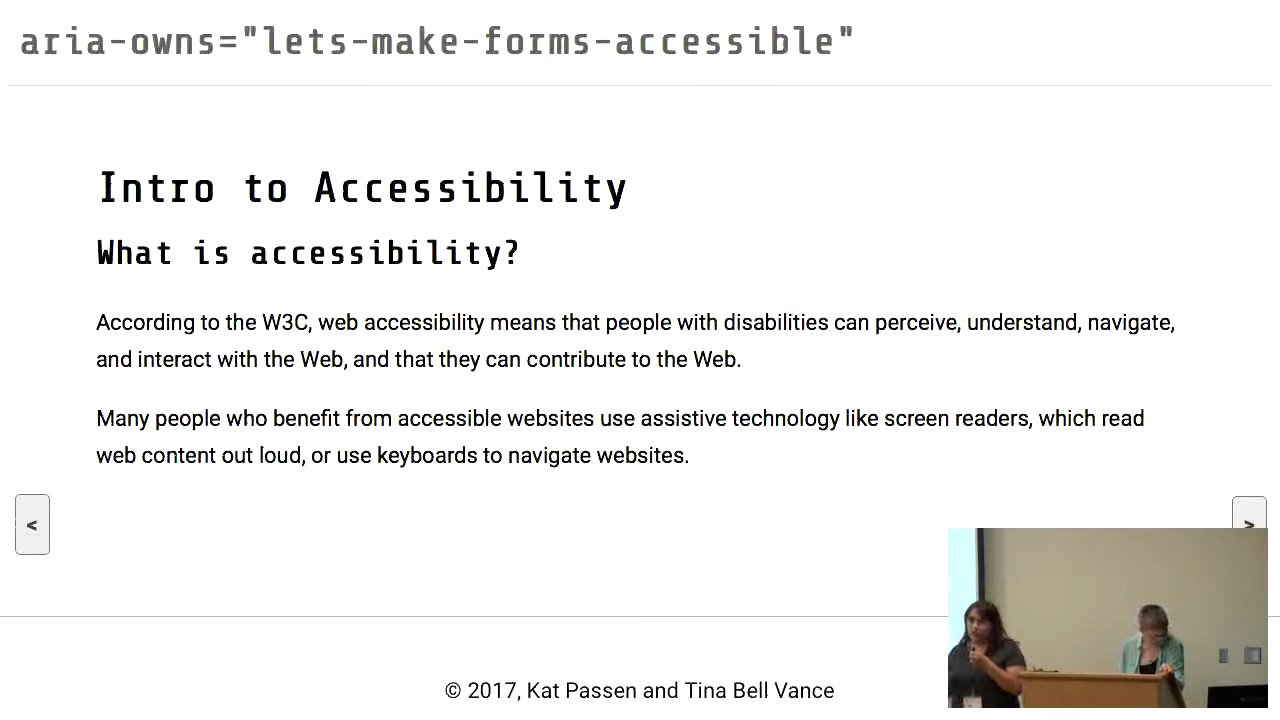 aria-owns="lets-make-forms-accessible"
Intro to Accessibility
What is accessibility?
According to the W3C, web accessibility means that people with disabilities can perceive, understand, navigate,
and interact with the Web, and that they can contribute to the Web.
Many people who benefit from accessible websites use assistive technology like screen readers, which read
web content out loud, or use keyboards to navigate websites.
< >
© 2017, Kat Passen and Tina Bell Vance